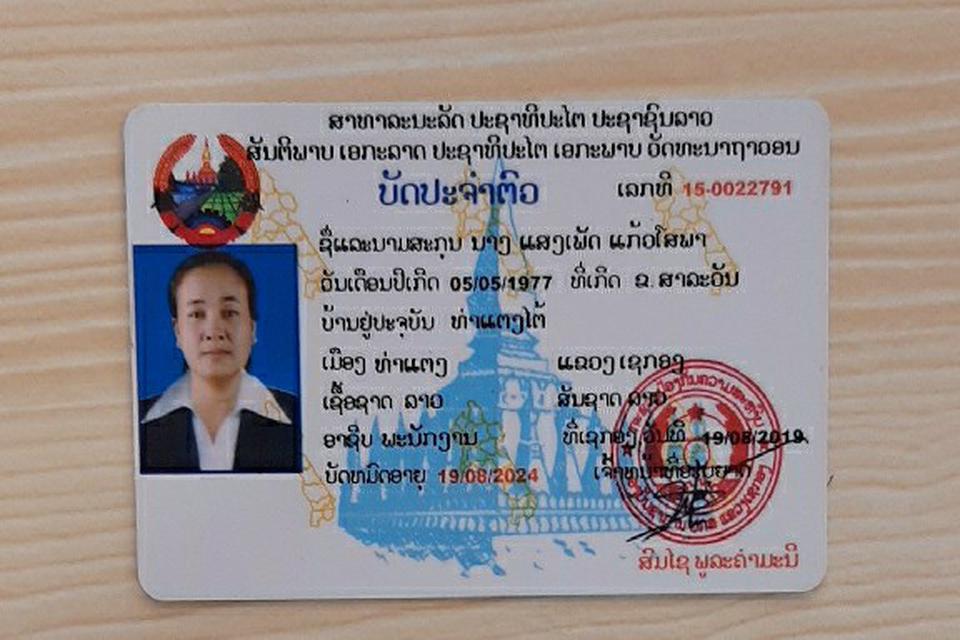 ສາທາລະນະລັດ ປະຊາທິປະໄຕ ປະຊາຊົນລາວ
ສັນຕິພາບ ເອກະລາດ ປະຊາທິປະໄຕ ເອກະພາບ ວັດທະນາຖາວອນ
ບັດປະຈຳຕົວ ເລກທີ 15-0022791
ຊື່ແລະນາມສະກຸນ ນາງ ແສງເພັດ ແກ້ວໂສພາ
ວັນເດືອນປີເກີດ 05/05/1977 ທີ່ເກີດ ຂ. ສາລະວັນ
ບ້ານຢູ່ປະຈຸບັນ ທ່າແຕງໄຕ້
ເມືອງ ທ່າແຕງ ແຂວງ ເຊກອງ
ເຊື້ອຊາດ ລາວ ສັນຊາດ ລາວ
ອາຊີບ ພະນັກງານ ທີ່ເຊກອງ, ວັນທີ 19/08/2019
ບັດຫມົດອາຍຸ 19/08/2024 ເຈົ້າໜ້າທີ່
ສົນໄຊ ພູລະຄຳມະນີ